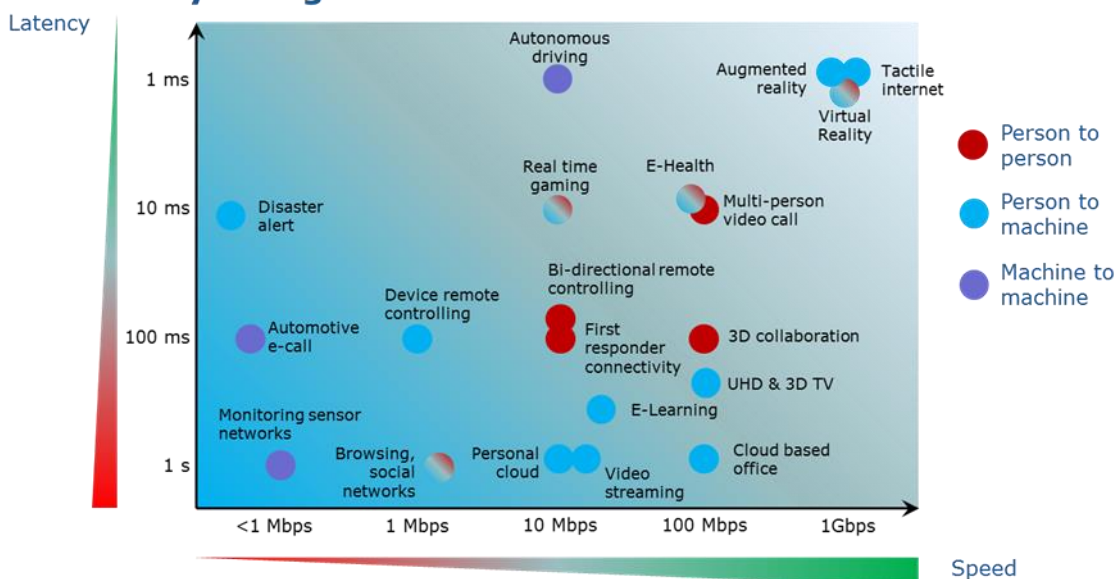 Latency
Autonomous
driving
1 ms
Augmented
reality
Tactile
internet
Virtual
Reality
Person to
person
Real time
gaming
E-Health
10 ms
Disaster
alert
Multi-person
video call
Person to
machine
Bi-directional remote
controlling
Machine to
machine
Device remote
controlling
100 ms
Automotive
e-call
First
responder
connectivity
3D collaboration
UHD & 3D TV
E-Learning
Monitoring sensor
networks
1 s
Browsing,
social
networks
Personal
cloud
Video
streaming
Cloud based
office
<1 Mbps
1 Mbps
10 Mbps
100 Mbps
1Gbps
Speed